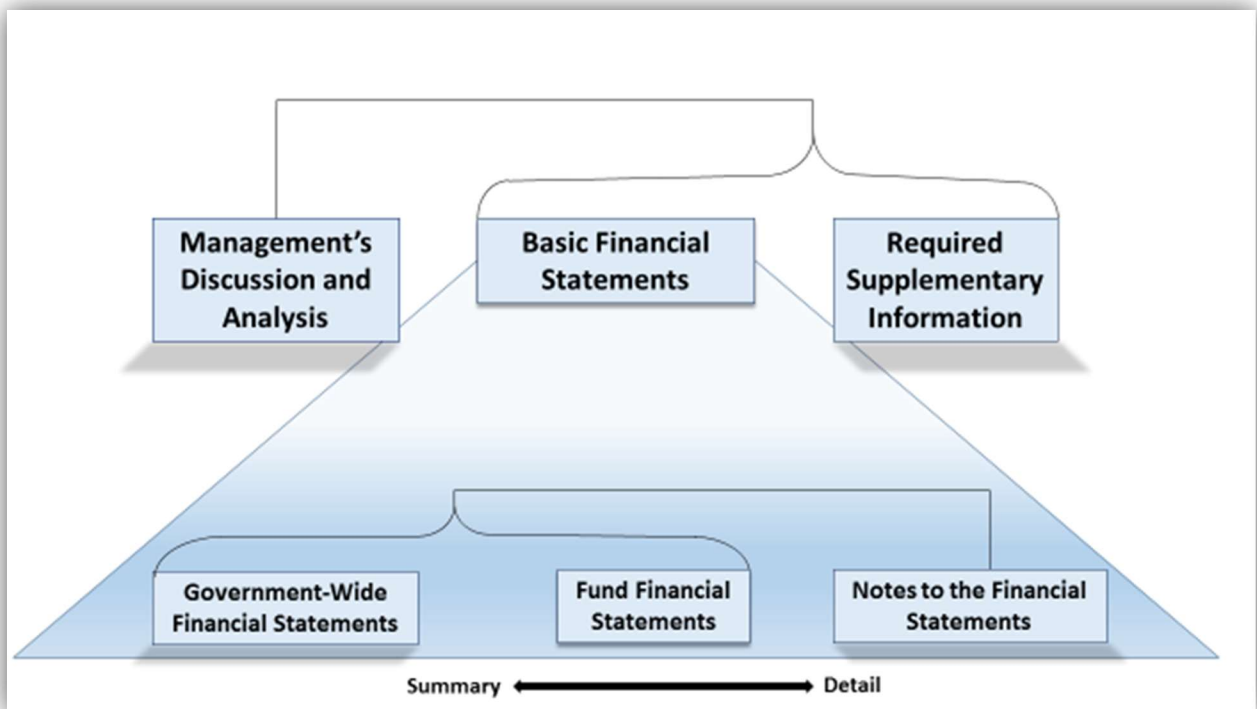 Management’s
Discussion and
Analysis
Basic Financial
Statements
Required
Supplementary
Information
Government-Wide
Financial Statements
Fund Financial
Statements
Notes to the Financial
Statements
Summary
Detail